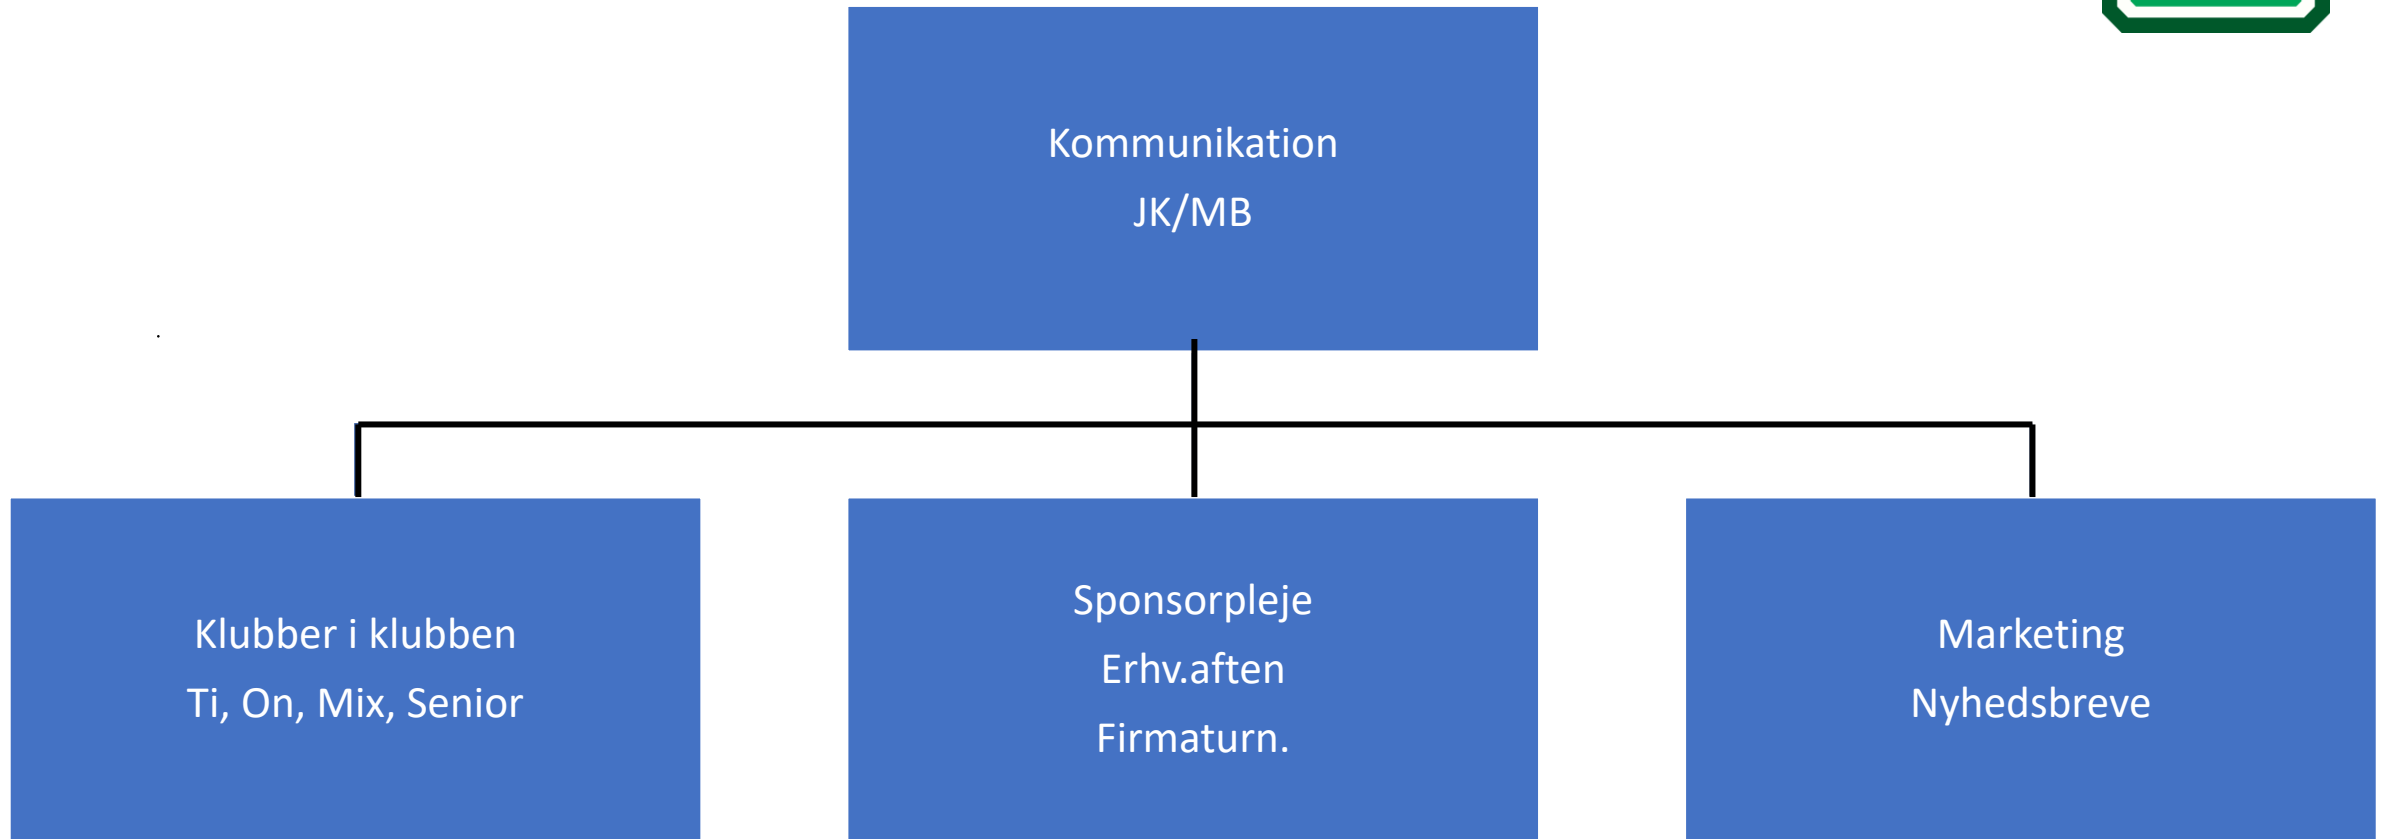 Kommunikation
JK/MB
Klubber i klubben
Ti, On, Mix, Senior
Sponsorpleje
Erhv.aften
Firmaturn.
Marketing
Nyhedsbreve